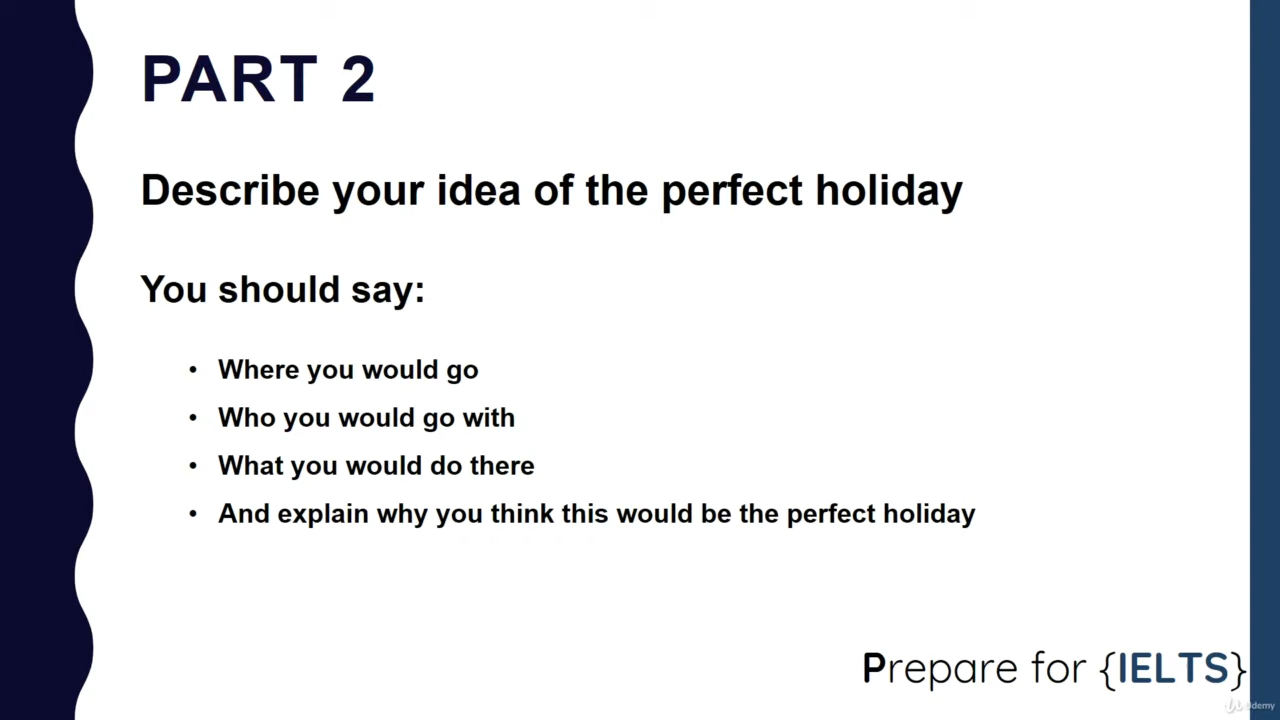 PART 2
Describe your idea of the perfect holiday
You should say:
• Where you would go
• Who you would go with
• What you would do there
• And explain why you think this would be the perfect holiday
Prepare for {IELTS}
Udemy